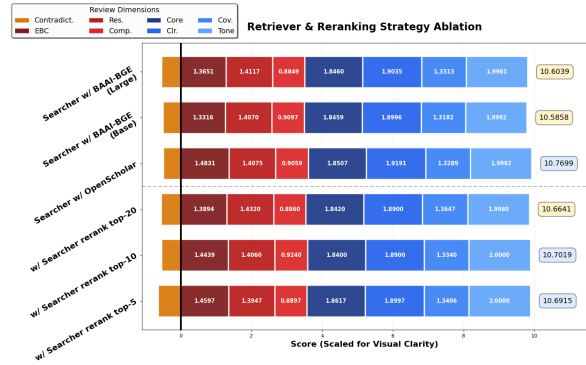 Review Dimensions
Contradict. Res. Core Cov.
EBC Comp. Clr. Tone
Retriever & Reranking Strategy Ablation
Searcher w/ BAAI-BGE
(Large)
1.3651 1.4117 0.8849 1.8460 1.9035 1.3313 1.9961 10.6039
Searcher w/ BAAI-BGE
(Base)
1.3316 1.4070 0.9097 1.8459 1.8996 1.3182 1.9992 10.5858
Searcher w/ OpenScholar
1.4831 1.4075 0.9059 1.8507 1.9191 1.3289 1.9992 10.7699
w/ Searcher rerank top-20
1.3894 1.4320 0.8860 1.8420 1.8900 1.3647 1.9980 10.6641
w/ Searcher rerank top-10
1.4439 1.4060 0.9240 1.8400 1.8900 1.3340 2.0000 10.7019
w/ Searcher rerank top-5
1.4597 1.3947 0.8897 1.8617 1.8997 1.3406 2.0000 10.6915
0 2 4 6 8 10
Score (Scaled for Visual Clarity)